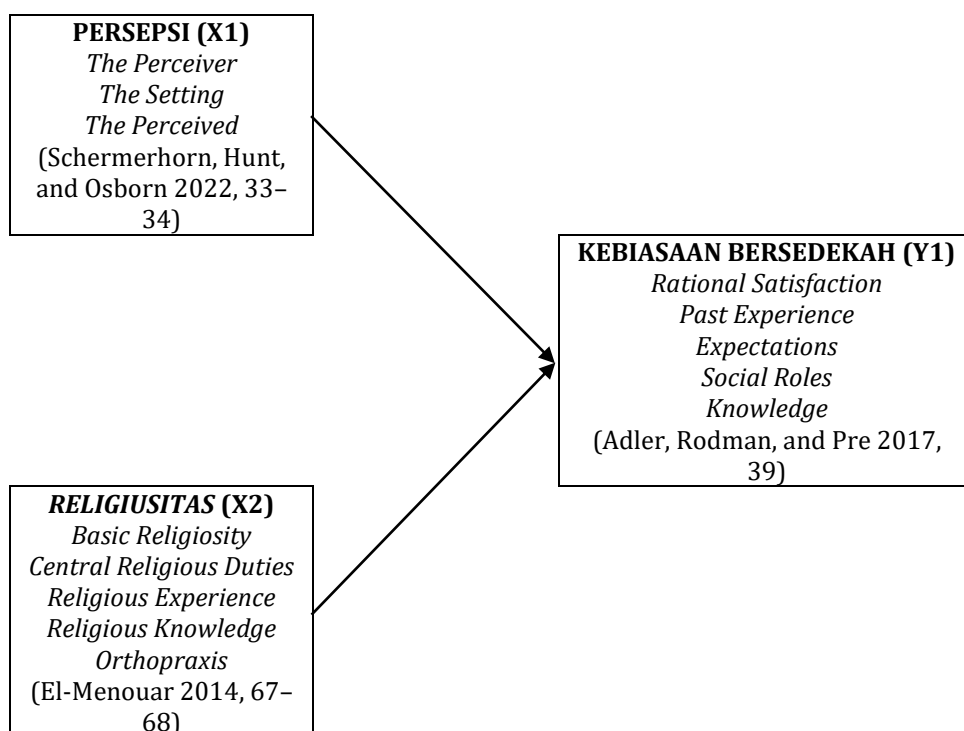 PERSEPSI (X1)
The Perceiver
The Setting
The Perceived
(Schermerhorn, Hunt,
and Osborn 2022, 33–
34)
KEBIASAAN BERSEDEKAH (Y1)
Rational Satisfaction
Past Experience
Expectations
Social Roles
Knowledge
(Adler, Rodman, and Pre 2017,
39)
RELIGIUSITAS (X2)
Basic Religiosity
Central Religious Duties
Religious Experience
Religious Knowledge
Orthopraxis
(El-Menouar 2014, 67–
68)